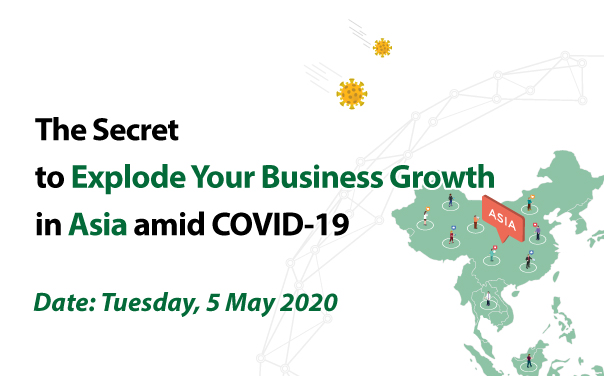 The Secret
to Explode Your Business Growth
in Asia amid COVID-19
ASIA
Date: Tuesday, 5 May 2020